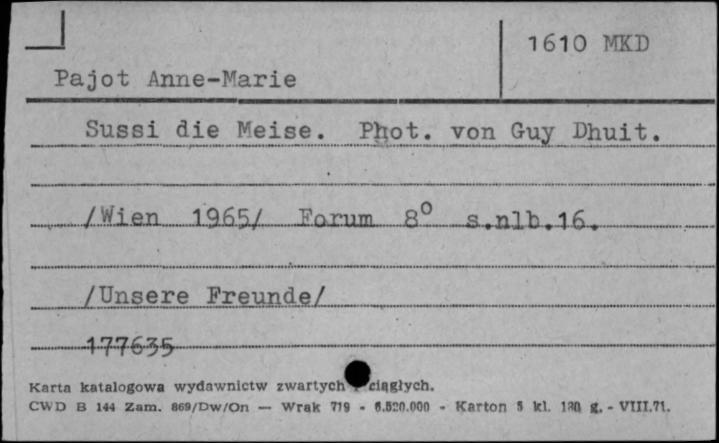 1610 MKD
Pajot Anne-Marie
Sussi die Meise. Phot. von Guy Dhuit.
/Wien 1965/ Forum 8° s.nlb.16.
/Unsere Freunde/
177635
Karta katalogowa wydawnictw zwartych ciągłych.
CWD B 144 Zam. 869/Dw/On — Wrak 719 - 6.520.000 - Karton 5 kl. 180 g. - VIII.71.